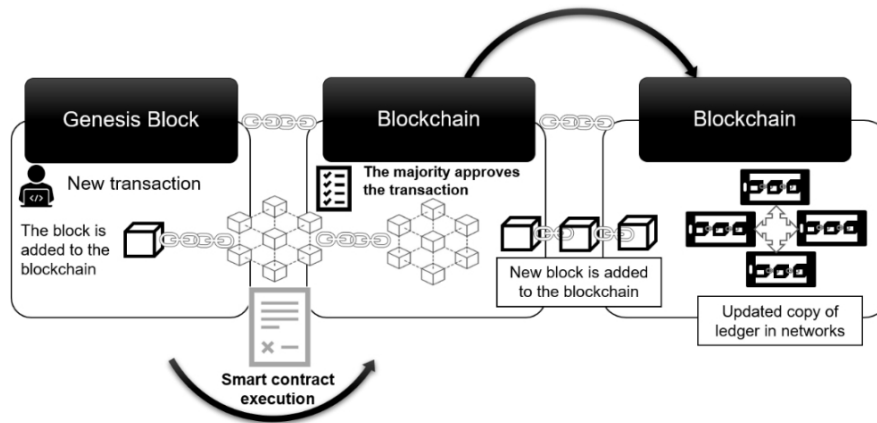 Genesis Block
Blockchain
Blockchain
New transaction
The block is
added to the
blockchain
The majority approves
the transaction
New block is added
to the blockchain
Updated copy of
ledger in networks
Smart contract
execution